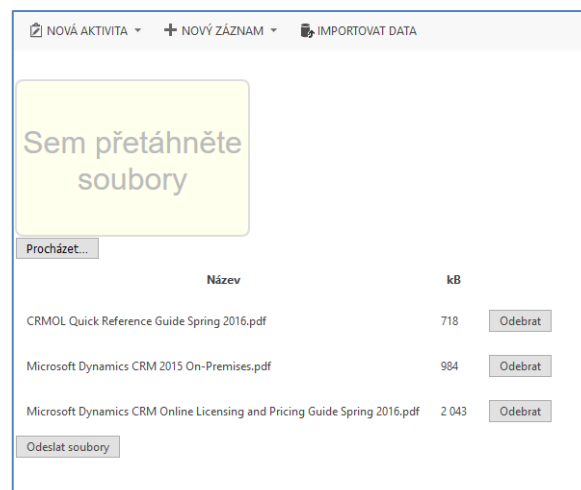 NOVÁ AKTIVITA NOVÝ ZÁZNAM IMPORTOVAT DATA
Sem přetáhněte
soubory
Procházet...
Název kB
CRMOL Quick Reference Guide Spring 2016.pdf 718 Odebrat
Microsoft Dynamics CRM 2015 On-Premises.pdf 984 Odebrat
Microsoft Dynamics CRM Online Licensing and Pricing Guide Spring 2016.pdf 2 043 Odebrat
Odeslat soubory